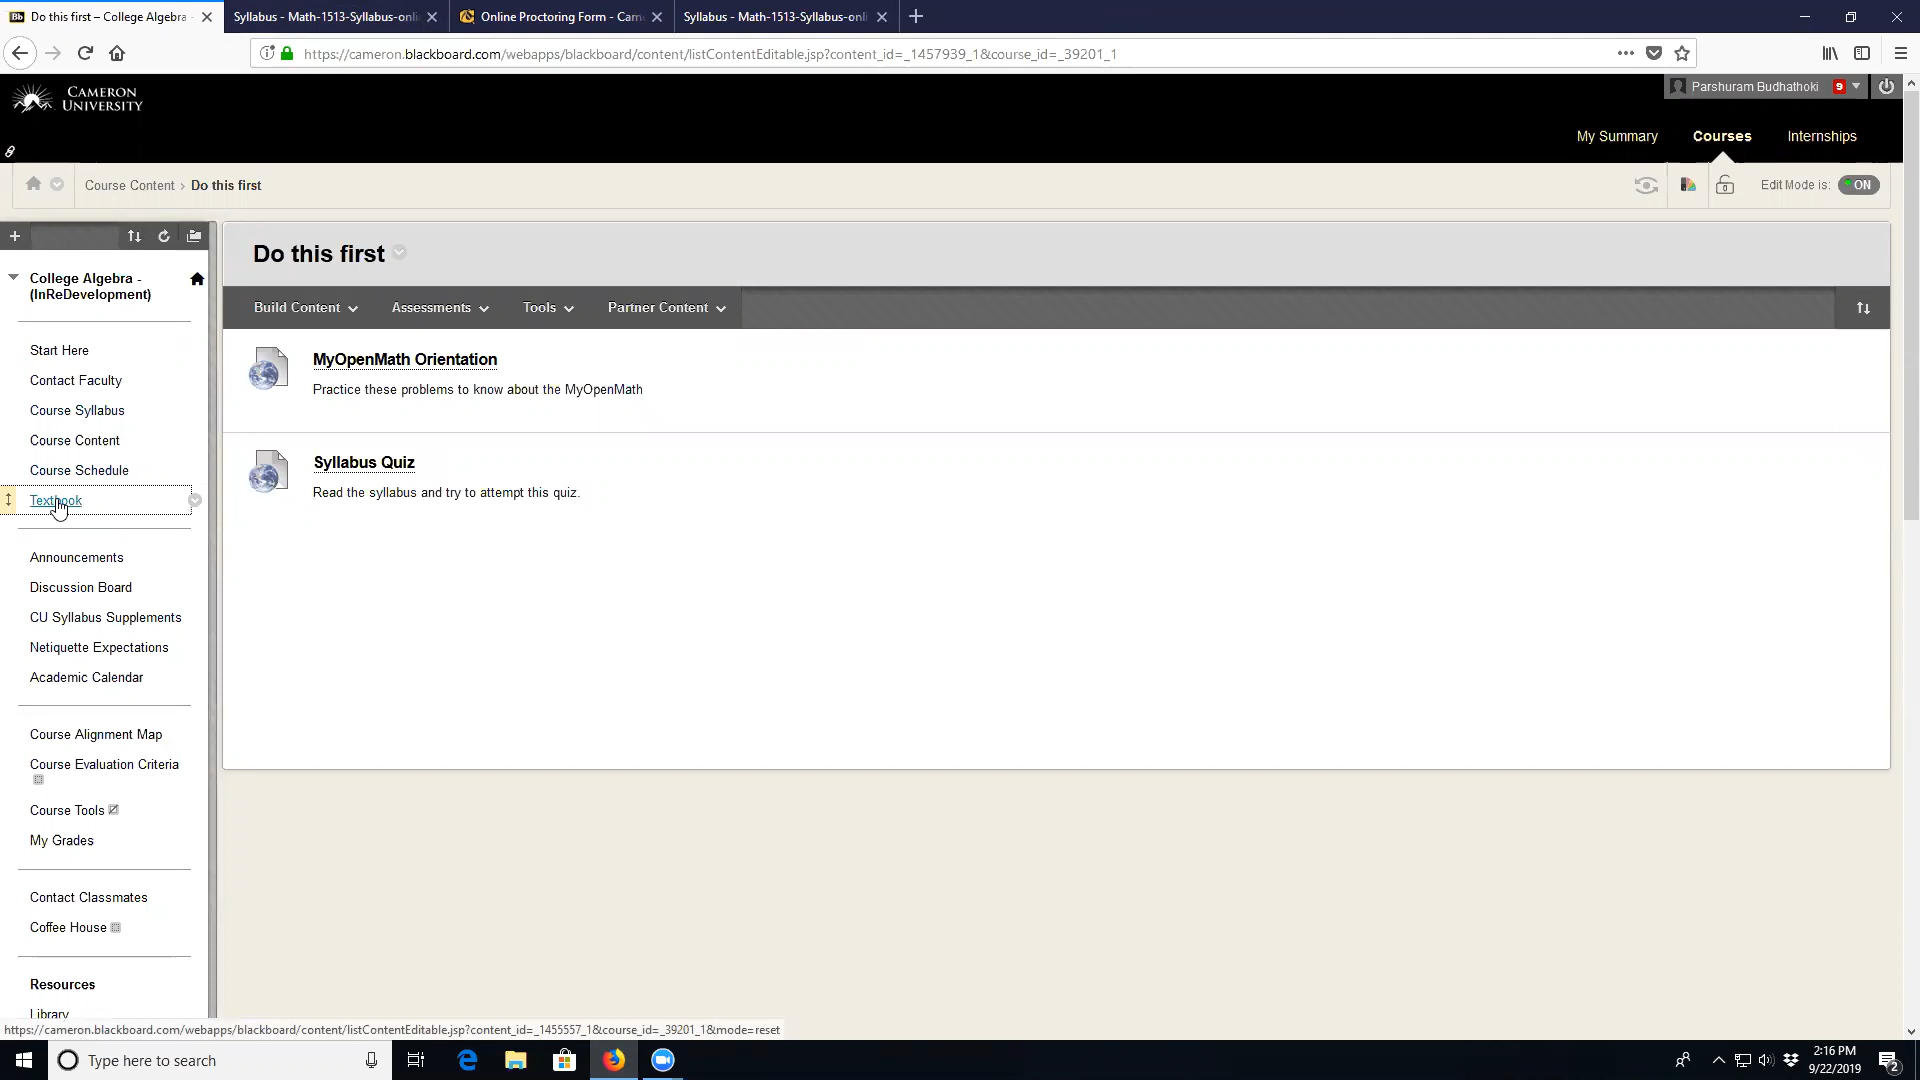 Bb Do this first – College Algebra -
Syllabus - Math-1513-Syllabus-onli
Online Proctoring Form - Cam
Syllabus - Math-1513-Syllabus-onli
https://cameron.blackboard.com/webapps/blackboard/content/listContentEditable.jsp?content_id=_1457939_1&course_id=_39201_1
CAMERON
UNIVERSITY
Parshuram Budhathoki 9
My Summary
Courses
Internships
Course Content › Do this first
Edit Mode is: ON
College Algebra -
(InReDevelopment)
Start Here
Contact Faculty
Course Syllabus
Course Content
Course Schedule
Textbook
Announcements
Discussion Board
CU Syllabus Supplements
Netiquette Expectations
Academic Calendar
Course Alignment Map
Course Evaluation Criteria
Course Tools
My Grades
Contact Classmates
Coffee House
Resources
Library
Do this first
Build Content
Assessments
Tools
Partner Content
MyOpenMath Orientation
Practice these problems to know about the MyOpenMath
Syllabus Quiz
Read the syllabus and try to attempt this quiz.
https://cameron.blackboard.com/webapps/blackboard/content/listContentEditable.jsp?content_id=_1455557_1&course_id=_39201_1&mode=reset
Type here to search
2:16 PM
9/22/2019
2